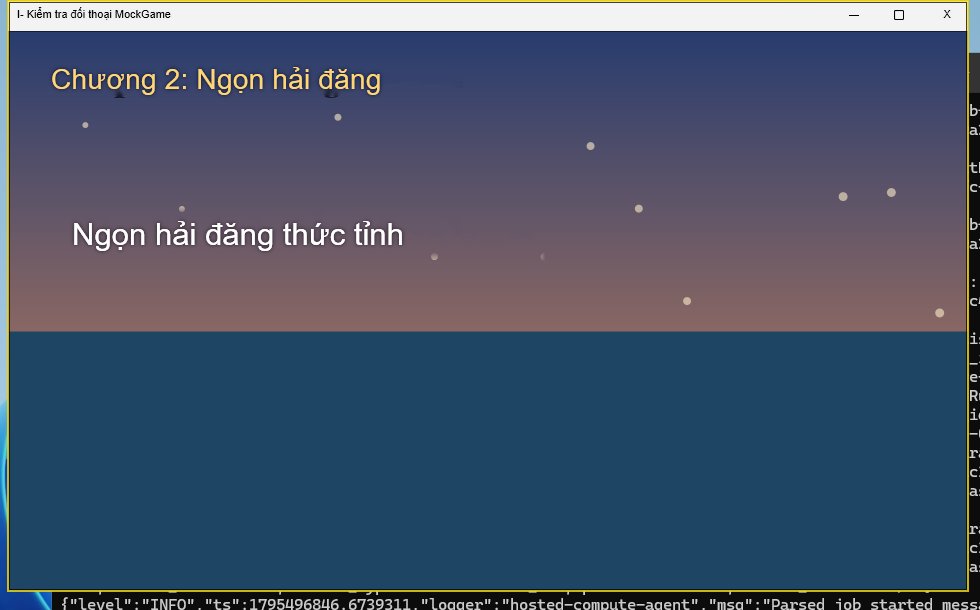 I- Kiểm tra đối thoại MockGame
Chương 2: Ngọn hải đăng
Ngọn hải đăng thức tỉnh
{"level":"INFO","ts":1795496846.6739311,"logger":"hosted-compute-agent","msg":"Parsed job started mes